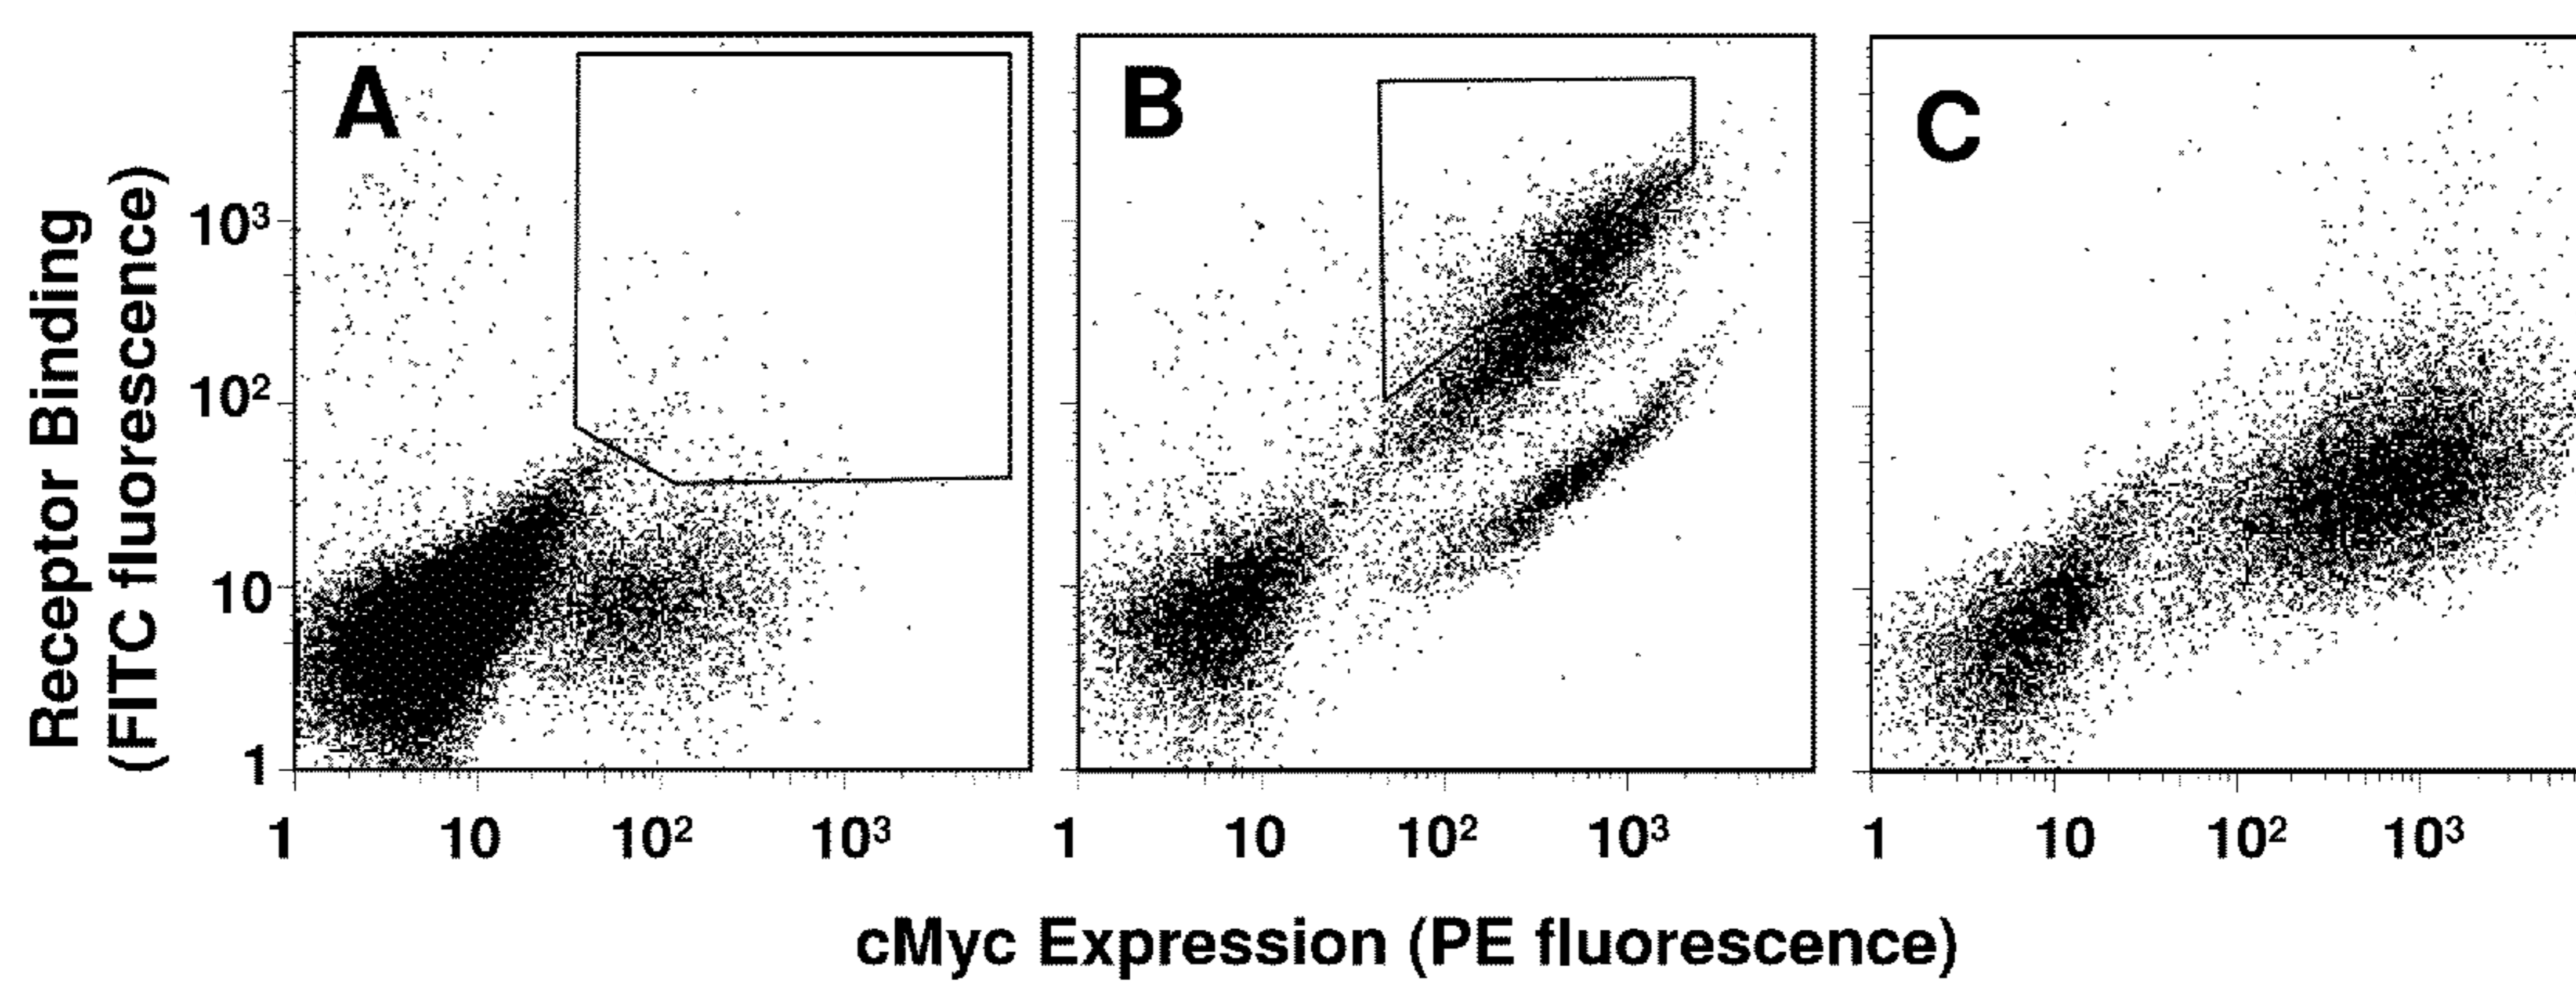 A
B
C
Receptor Binding
(FITC fluorescence)
10³
10²
10
1
1 10 10² 10³
1 10 10² 10³
1 10 10² 10³
cMyc Expression (PE fluorescence)